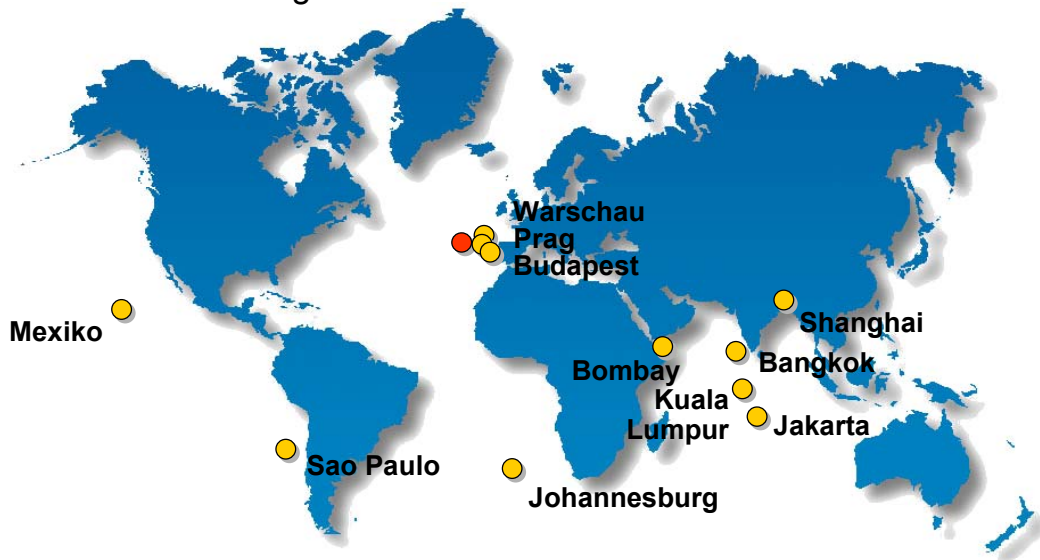 Warschau
Prag
Budapest
Shanghai
Mexiko
Bangkok
Bombay
Kuala
Lumpur
Jakarta
Sao Paulo
Johannesburg